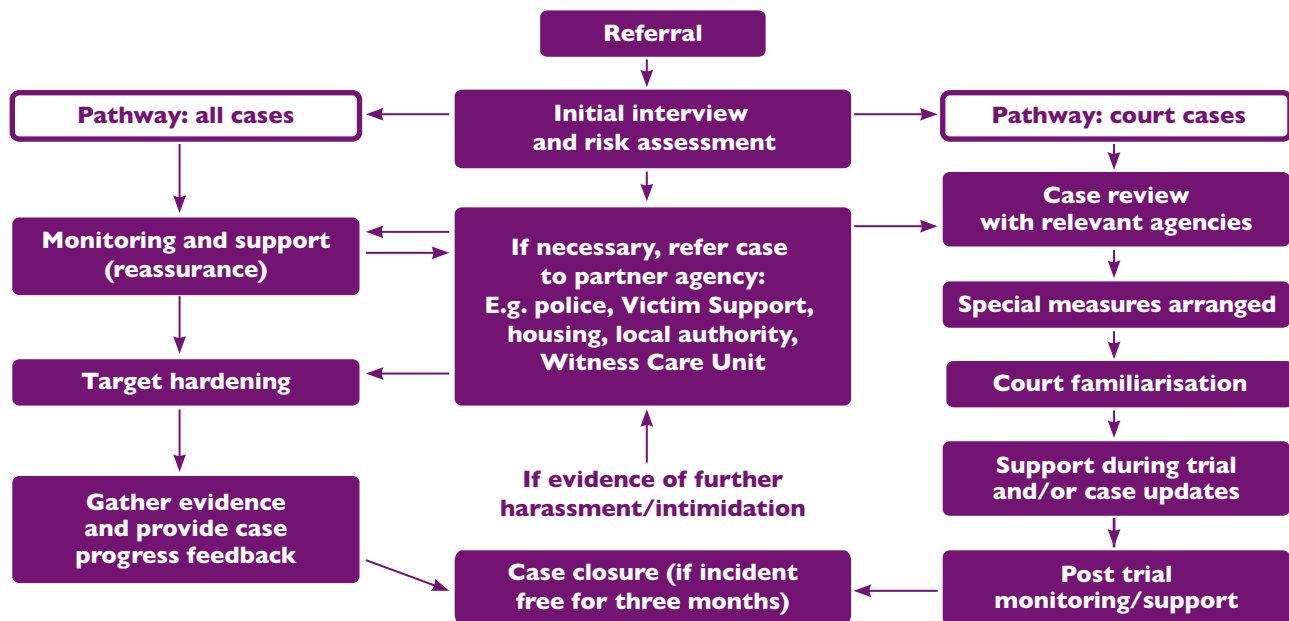 Referral
Pathway: all cases
Initial interview
and risk assessment
Pathway: court cases
Monitoring and support
(reassurance)
If necessary, refer case
to partner agency:
E.g. police, Victim Support,
housing, local authority,
Witness Care Unit
Case review
with relevant agencies
Special measures arranged
Target hardening
Court familiarisation
Gather evidence
and provide case
progress feedback
If evidence of further
harassment/intimidation
Support during trial
and/or case updates
Case closure (if incident
free for three months)
Post trial
monitoring/support